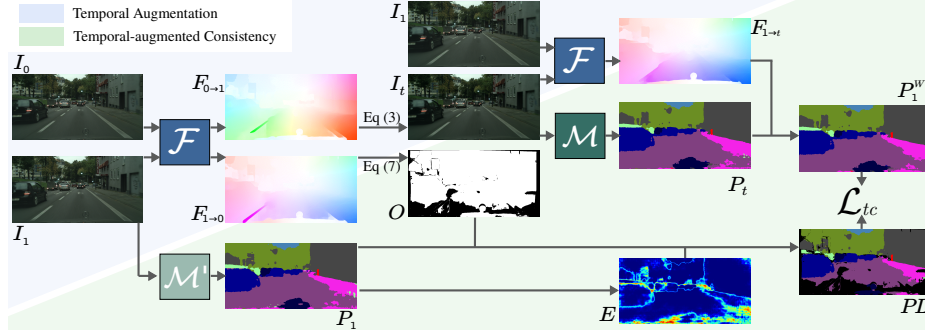 Temporal Augmentation
Temporal-augmented Consistency
I₁
F₁→ₜ
I₀
F₀→₁
Iₜ
ℱ
P₁ᵂ
Eq (3)
ℱ
ℳ
Eq (7)
Pₜ
F₁→₀
O
ℒtc
I₁
ℳ'
P₁
E
PL